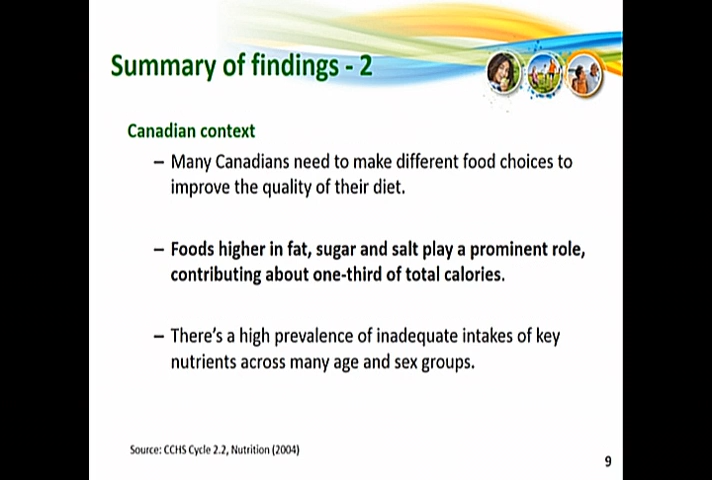 Summary of findings - 2
Canadian context
– Many Canadians need to make different food choices to
improve the quality of their diet.
– Foods higher in fat, sugar and salt play a prominent role,
contributing about one-third of total calories.
– There's a high prevalence of inadequate intakes of key
nutrients across many age and sex groups.
Source: CCHS Cycle 2.2, Nutrition (2004)
9